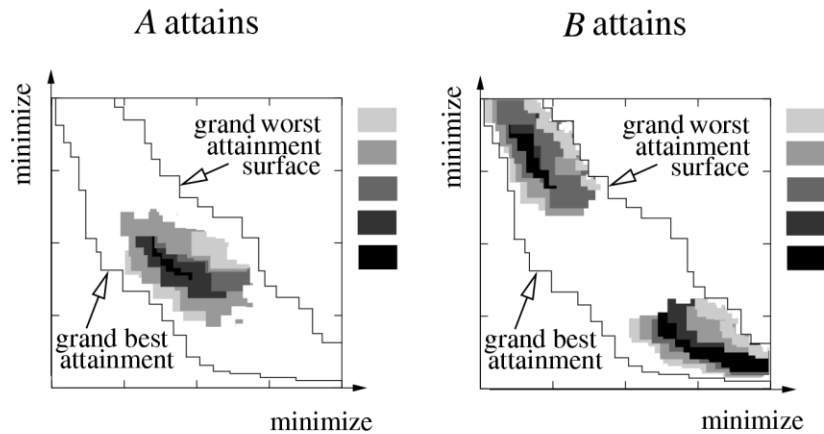 A attains
minimize
grand worst
attainment
surface
grand best
attainment
minimize
B attains
minimize
grand worst
attainment
surface
grand best
attainment
minimize